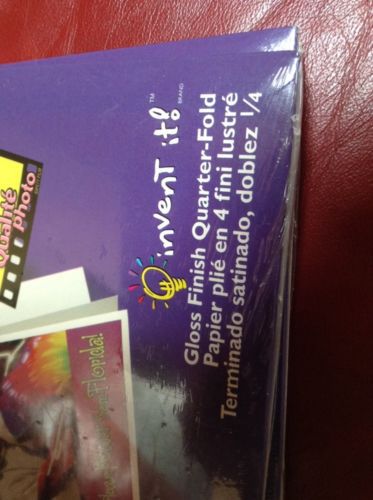 invenT it!
TM
BRAND
Gloss Finish Quarter-Fold
Papier plié en 4 fini lustré
Terminado satinado, doblez ¼
Qualité
photo
Florida!